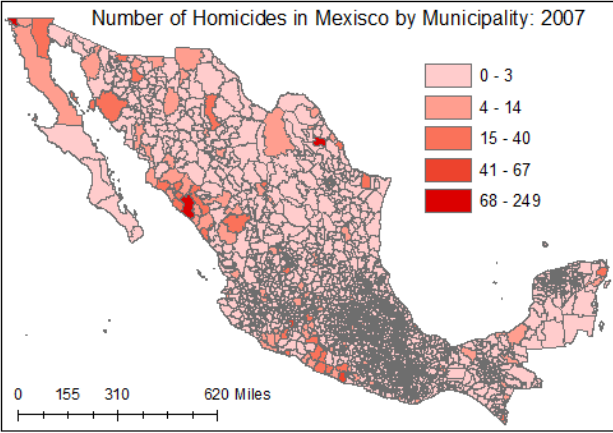 Number of Homicides in Mexisco by Municipality: 2007
0 - 3
4 - 14
15 - 40
41 - 67
68 - 249
0 155 310 620 Miles